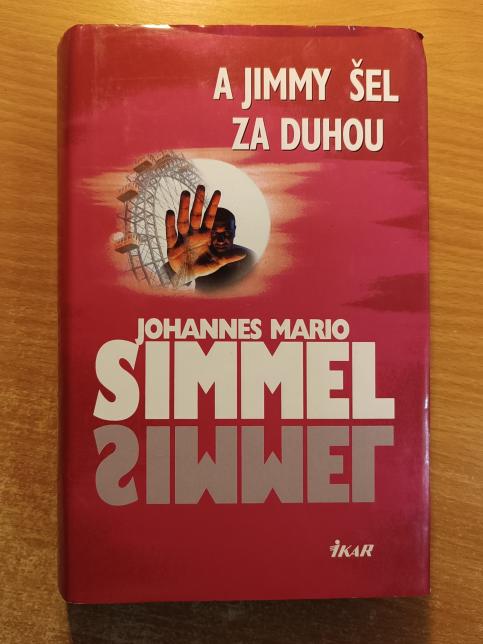 A JIMMY ŠEL
ZA DUHOU
JOHANNES MARIO
SIMMEL
SIMMEL
IKAR